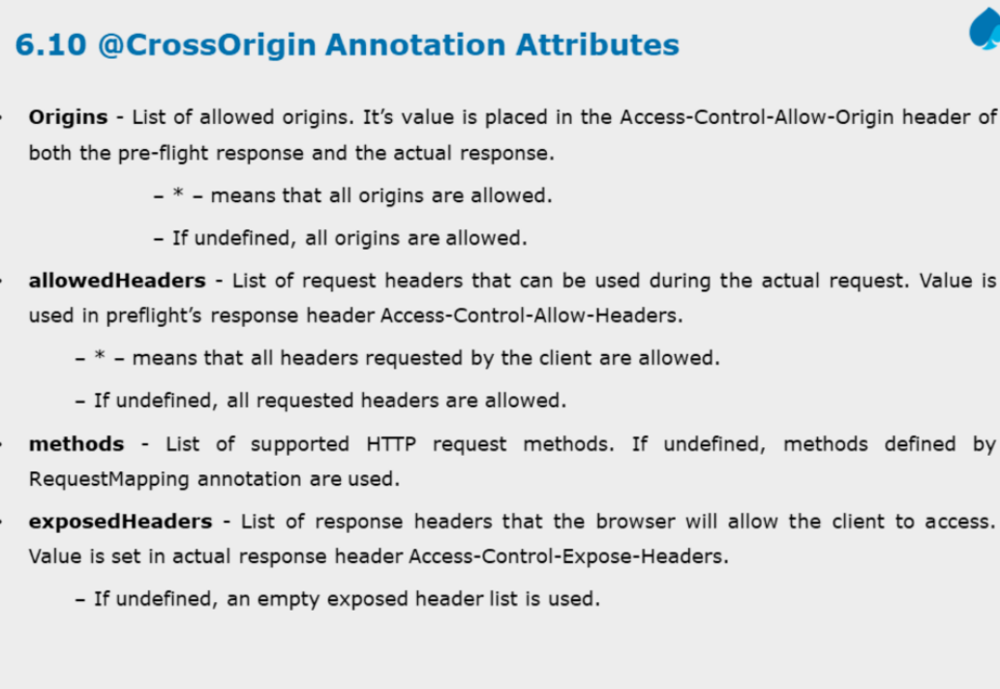 6.10 @CrossOrigin Annotation Attributes
Origins - List of allowed origins. It’s value is placed in the Access-Control-Allow-Origin header of
both the pre-flight response and the actual response.
– * – means that all origins are allowed.
– If undefined, all origins are allowed.
allowedHeaders - List of request headers that can be used during the actual request. Value is
used in preflight’s response header Access-Control-Allow-Headers.
– * – means that all headers requested by the client are allowed.
– If undefined, all requested headers are allowed.
methods - List of supported HTTP request methods. If undefined, methods defined by
RequestMapping annotation are used.
exposedHeaders - List of response headers that the browser will allow the client to access.
Value is set in actual response header Access-Control-Expose-Headers.
– If undefined, an empty exposed header list is used.